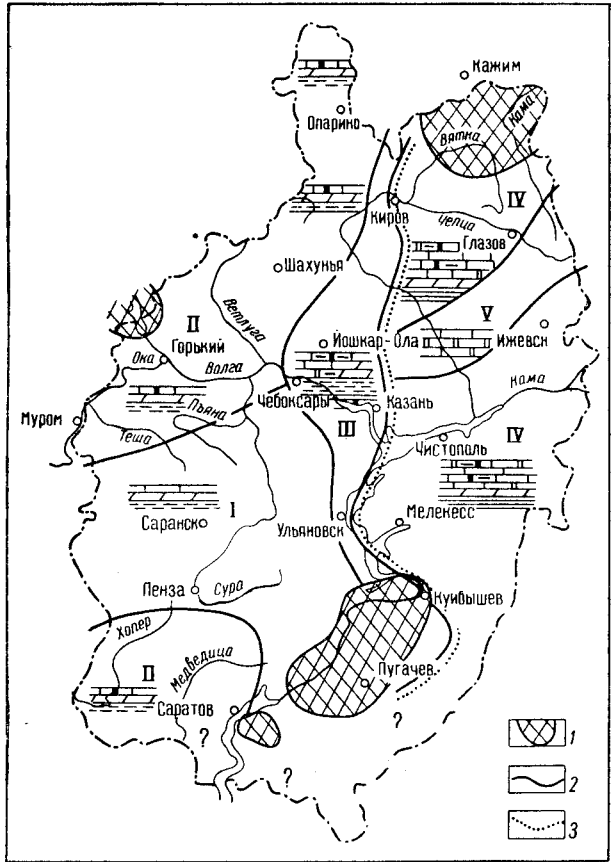 Кажим
Опарино
Кама
Вятка
IV
Киров
Чепца
Глазов
Шахунья
Ветлуга
II
V
Горький
Йошкар-Ола
Ижевск
Ока
Волга
Кама
Чебоксары
Казань
Муром
Пьяна
III
Теша
Чистополь
IV
I
Саранск
Ульяновск
Мелекесс
Пенза
Сура
Куйбышев
Хопер
II
Медведица
Пугачев
Саратов
?
?
?
1
2
3